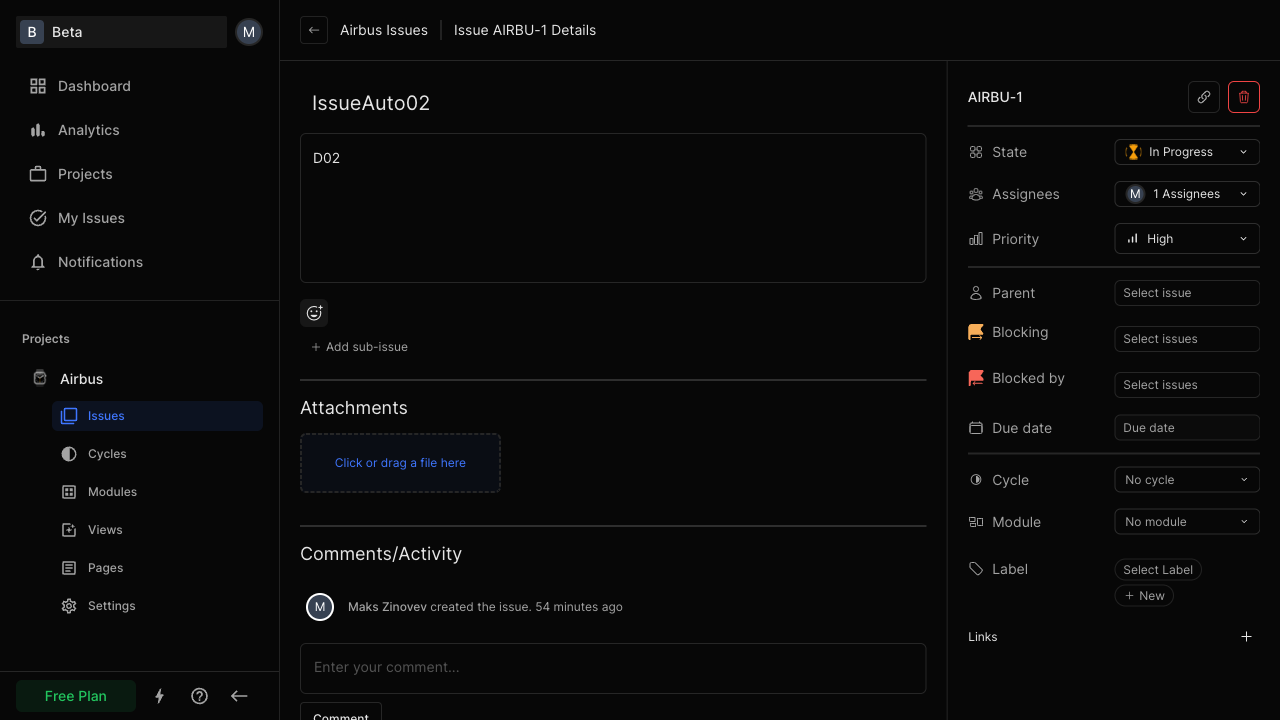 B Beta M
Dashboard
Analytics
Projects
My Issues
Notifications
Projects
Airbus
Issues
Cycles
Modules
Views
Pages
Settings
Free Plan
Airbus Issues
Issue AIRBU-1 Details
IssueAuto02
D02
Add sub-issue
Attachments
Click or drag a file here
Comments/Activity
M Maks Zinovev created the issue. 54 minutes ago
Enter your comment...
Comment
AIRBU-1
State In Progress
Assignees M 1 Assignees
Priority High
Parent Select issue
Blocking Select issues
Blocked by Select issues
Due date Due date
Cycle No cycle
Module No module
Label Select Label
+ New
Links